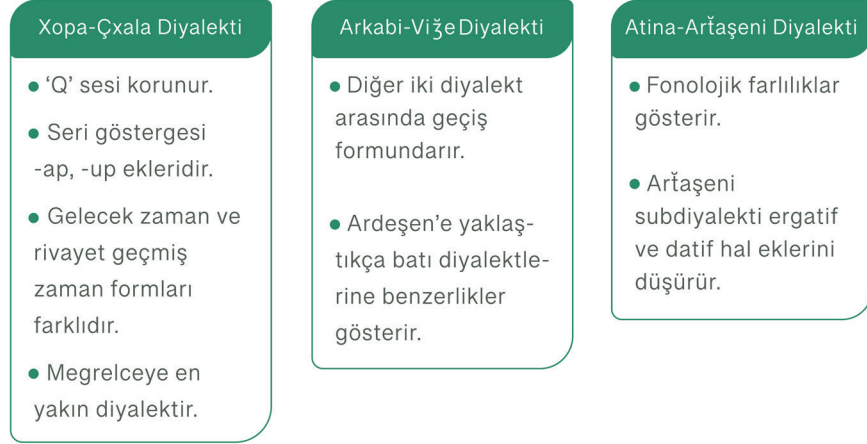 Xopa-Çxala Diyalekti
• ‘Q’ sesi korunur.
• Seri göstergesi
-ap, -up ekleridir.
• Gelecek zaman ve
rivayet geçmiş
zaman formları
farklıdır.
• Megrelceye en
yakın diyalektir.
Arkabi-Viǯe Diyalekti
• Diğer iki diyalekt
arasında geçiş
formundarır.
• Ardeşen’e yaklaş-
tıkça batı diyalektle-
rine benzerlikler
gösterir.
Atina-Arťaşeni Diyalekti
• Fonolojik farlılıklar
gösterir.
• Arťaşeni
subdiyalekti ergatif
ve datif hal eklerini
düşürür.